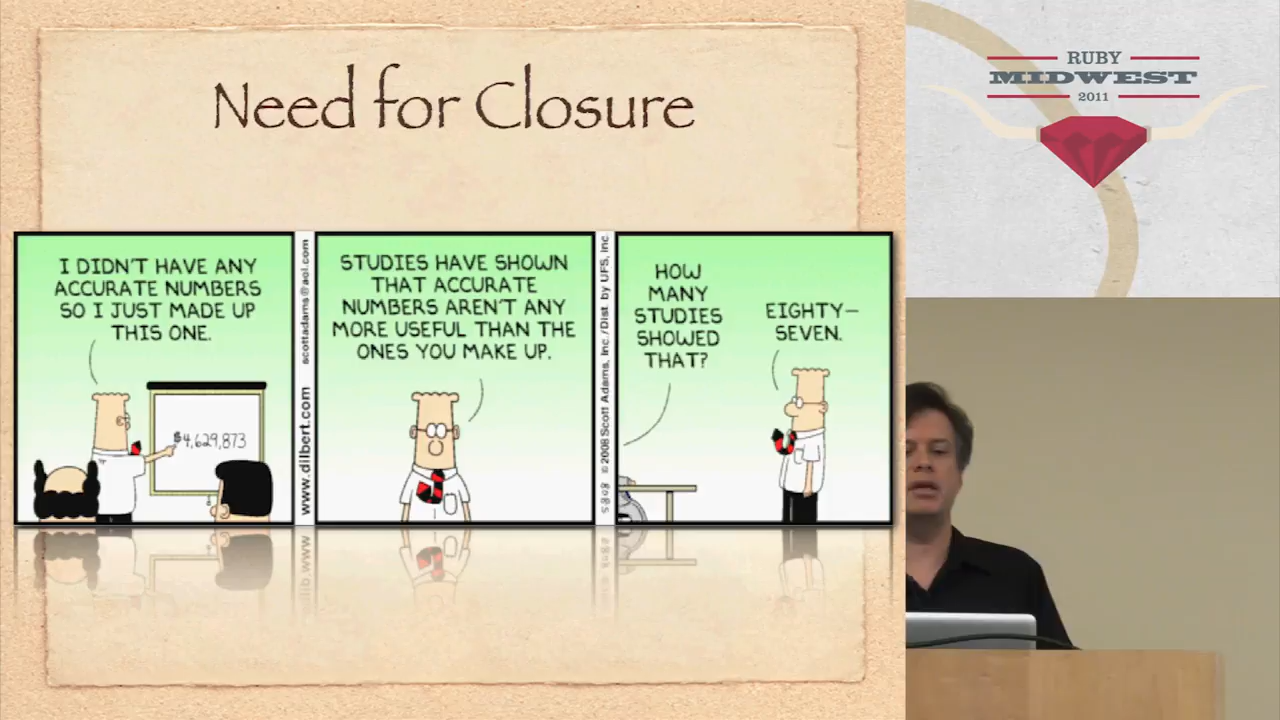 Need for Closure
I DIDN'T HAVE ANY
ACCURATE NUMBERS
SO I JUST MADE UP
THIS ONE.
$4,629,873
www.dilbert.com
scottadams@aol.com
STUDIES HAVE SHOWN
THAT ACCURATE
NUMBERS AREN'T ANY
MORE USEFUL THAN THE
ONES YOU MAKE UP.
© 2008 Scott Adams, Inc./Dist. by UFS, Inc.
HOW
MANY
STUDIES
SHOWED
THAT?
EIGHTY-
SEVEN.
RUBY
MIDWEST
2011